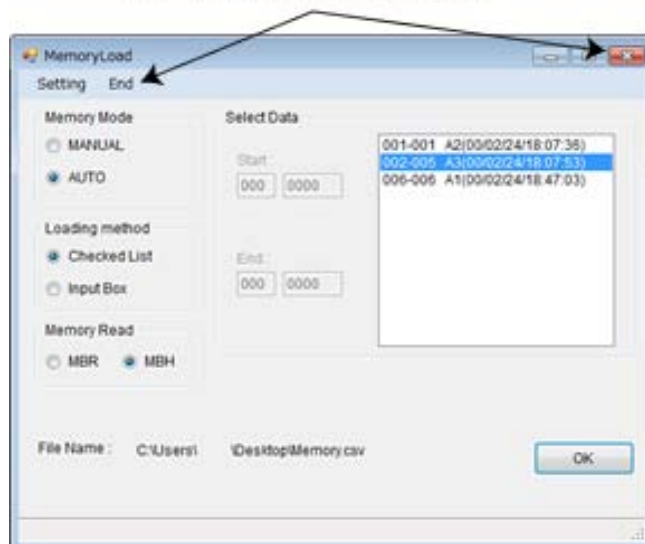 MemoryLoad
Setting End
Memory Mode
MANUAL
AUTO
Loading method
Checked List
Input Box
Memory Read
MBR MBH
Select Data
Start :
000 0000
End :
000 0000
001-001 A2(00/02/24/18:07:36)
002-005 A3(00/02/24/18:07:53)
006-006 A1(00/02/24/18:47:03)
File Name : C:\Users\ \Desktop\Memory.csv
OK